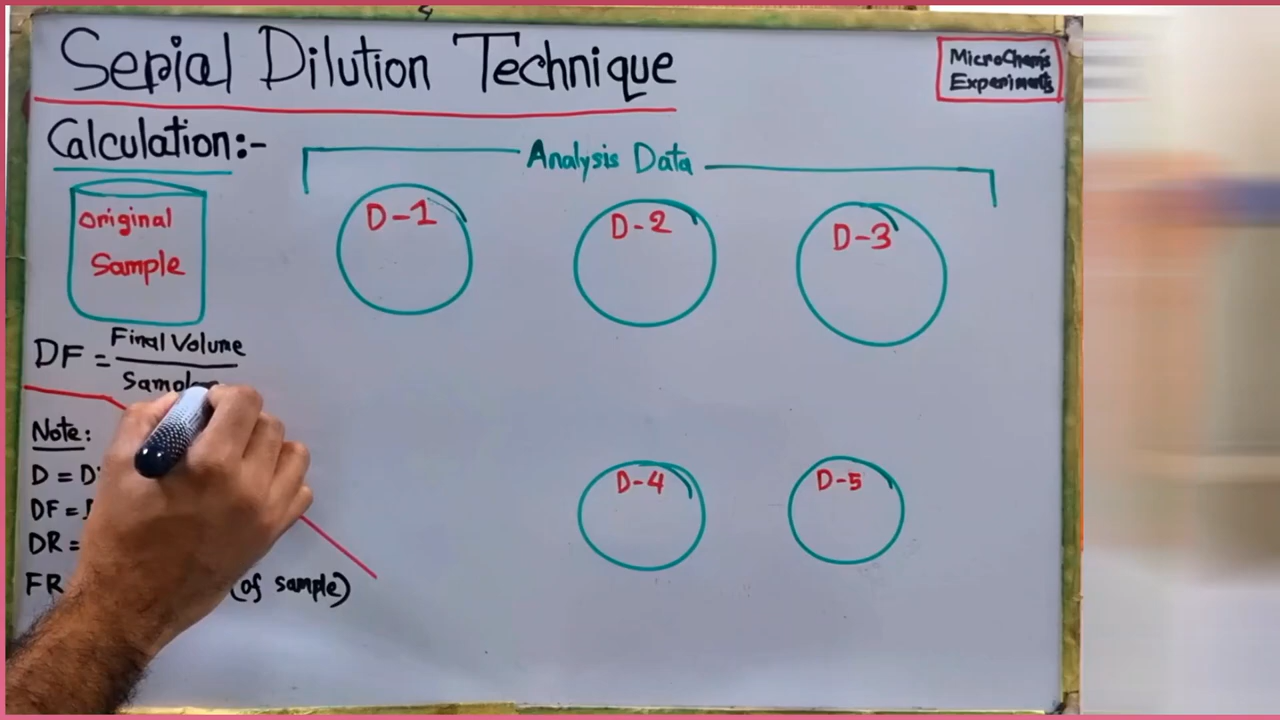 Serial Dilution Technique
MicroChem's
Experiments
Calculation:-
Analysis Data
Original
Sample
D-1
D-2
D-3
DF = Final Volume
Sample
Note:
D = D
DF =
DR =
FR
(of sample)
D-4
D-5